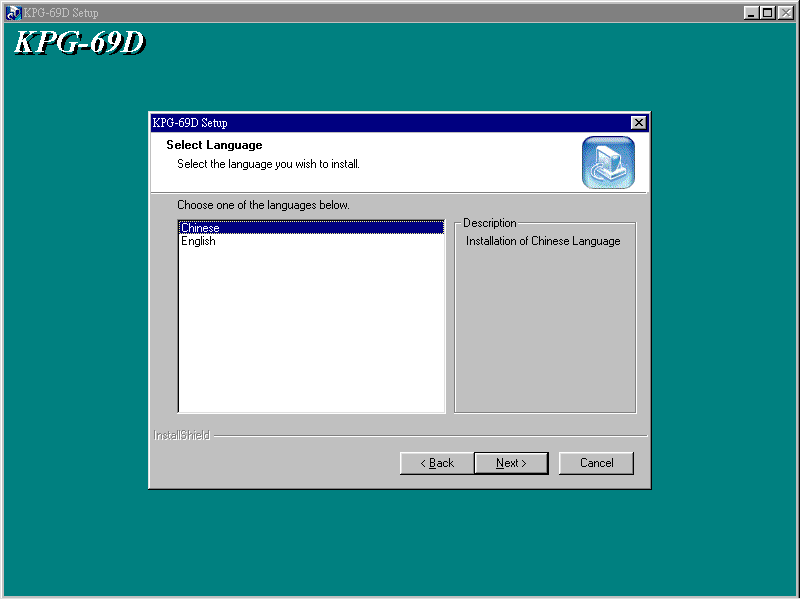 KPG-69D Setup
KPG-69D
KPG-69D Setup
Select Language
Select the language you wish to install.
Choose one of the languages below.
Chinese
English
Description
Installation of Chinese Language
InstallShield
< Back
Next >
Cancel